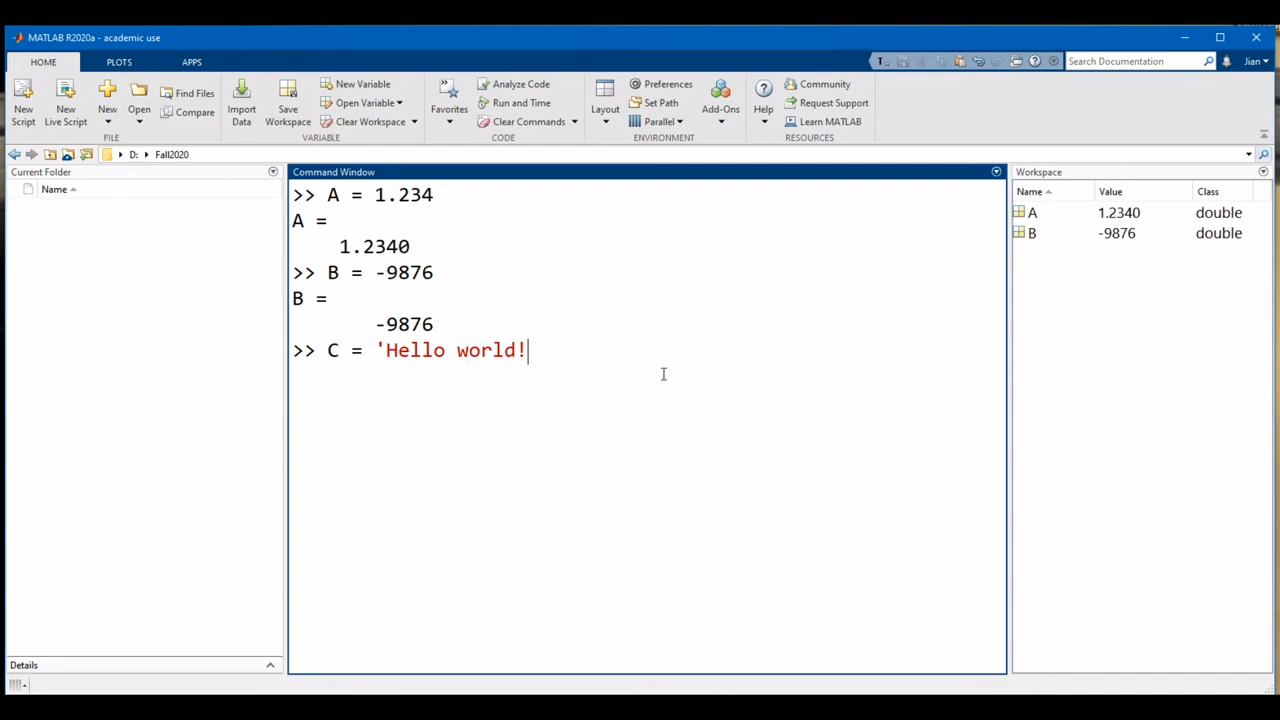 MATLAB R2020a - academic use
HOME PLOTS APPS
Search Documentation Jian
New Script
New Live Script
New
Open
Find Files
Compare
FILE
Import Data
Save Workspace
New Variable
Open Variable
Clear Workspace
VARIABLE
Favorites
Analyze Code
Run and Time
Clear Commands
CODE
Layout
Preferences
Set Path
Parallel
Add-Ons
ENVIRONMENT
Help
Community
Request Support
Learn MATLAB
RESOURCES
D: Fall2020
Current Folder
Name
Details
Command Window
>> A = 1.234
A =
1.2340
>> B = -9876
B =
-9876
>> C = 'Hello world!
Workspace
Name Value Class
A 1.2340 double
B -9876 double